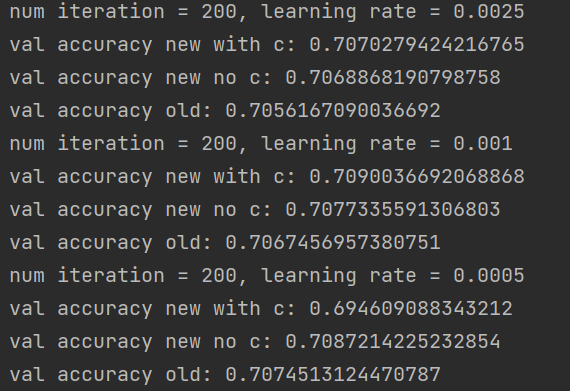 num iteration = 200, learning rate = 0.0025
val accuracy new with c: 0.7070279424216765
val accuracy new no c: 0.7068868190798758
val accuracy old: 0.7056167090036692
num iteration = 200, learning rate = 0.001
val accuracy new with c: 0.7090036692068868
val accuracy new no c: 0.7077335591306803
val accuracy old: 0.7067456957380751
num iteration = 200, learning rate = 0.0005
val accuracy new with c: 0.694609088343212
val accuracy new no c: 0.7087214225232854
val accuracy old: 0.7074513124470787